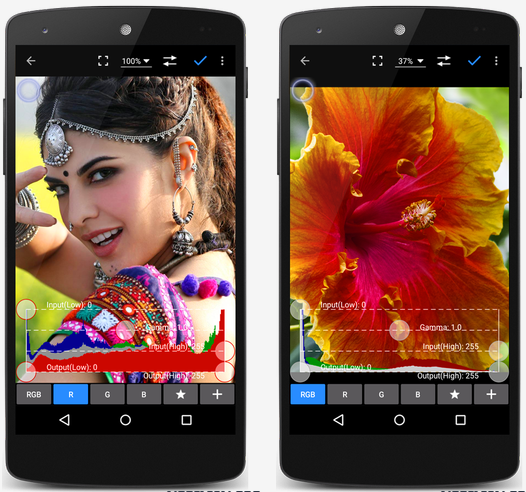 100%
Input(Low): 0
Gamma: 1.0
Input(High): 255
Output(Low): 0
Output(High): 255
RGB R G B
37%
Input(Low): 0
Gamma: 1.0
Input(High): 255
Output(Low): 0
Output(High): 255
RGB R G B